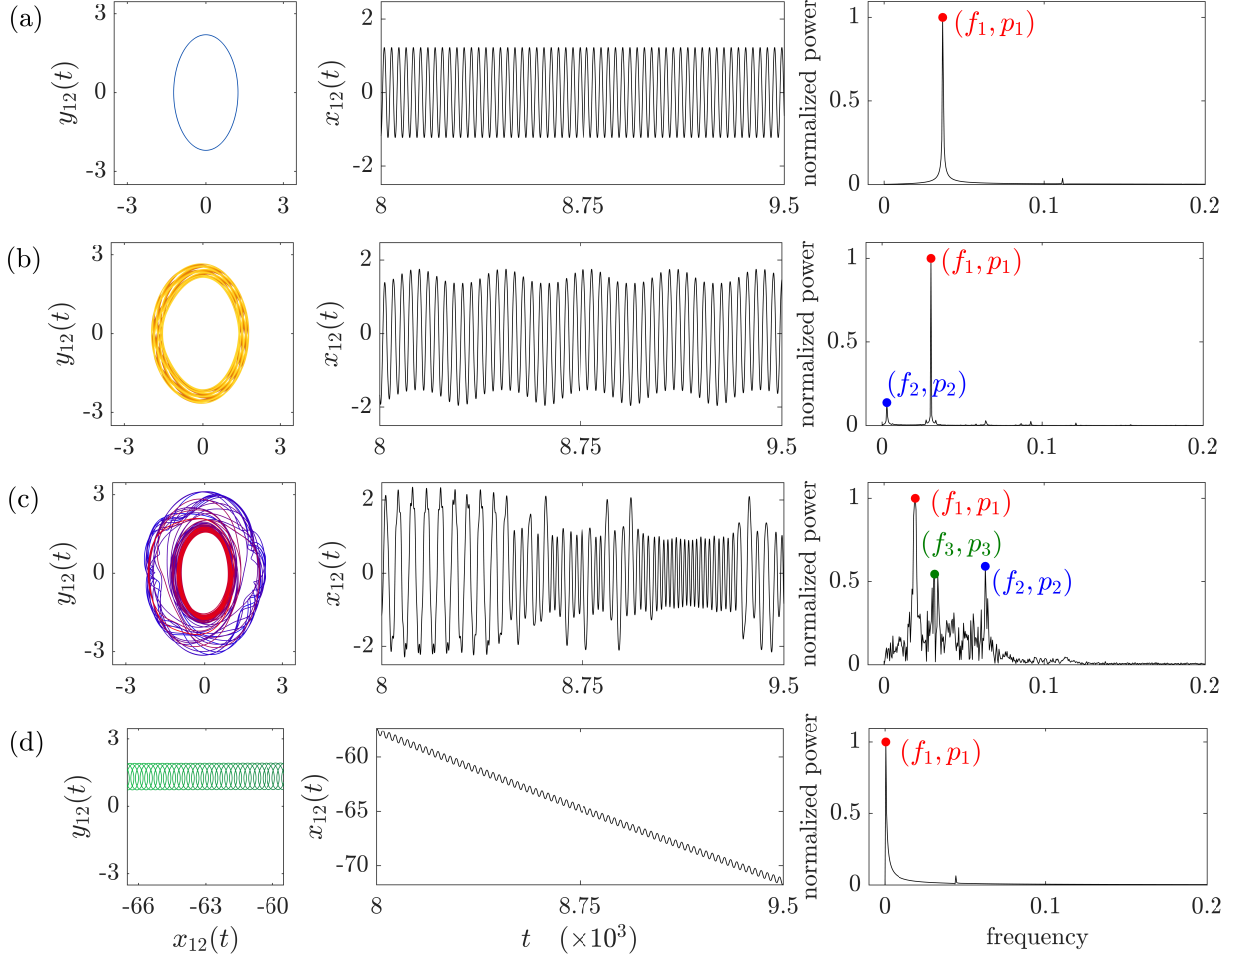 (a)
y12(t)
3
0
-3
-3 0 3
x12(t)
2
0
-2
8 8.75 9.5
normalized power
1
0.5
0
(f1, p1)
0 0.1 0.2
(b)
y12(t)
3
0
-3
-3 0 3
x12(t)
2
0
-2
8 8.75 9.5
normalized power
1
0.5
0
(f1, p1)
(f2, p2)
0 0.1 0.2
(c)
y12(t)
3
0
-3
-3 0 3
x12(t)
2
0
-2
8 8.75 9.5
normalized power
1
0.5
0
(f1, p1)
(f3, p3)
(f2, p2)
0 0.1 0.2
(d)
y12(t)
3
0
-3
-66 -63 -60
x12(t)
x12(t)
-60
-65
-70
8 8.75 9.5
t (×10³)
normalized power
1
0.5
0
(f1, p1)
0 0.1 0.2
frequency